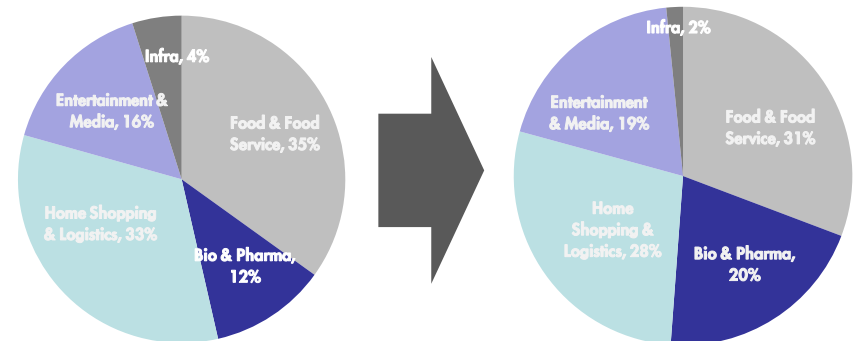 Infra, 4%
Entertainment &
Media, 16%
Food & Food
Service, 35%
Home Shopping
& Logistics, 33%
Bio & Pharma,
12%
Infra, 2%
Entertainment
& Media, 19%
Food & Food
Service, 31%
Home
Shopping &
Logistics, 28%
Bio & Pharma,
20%